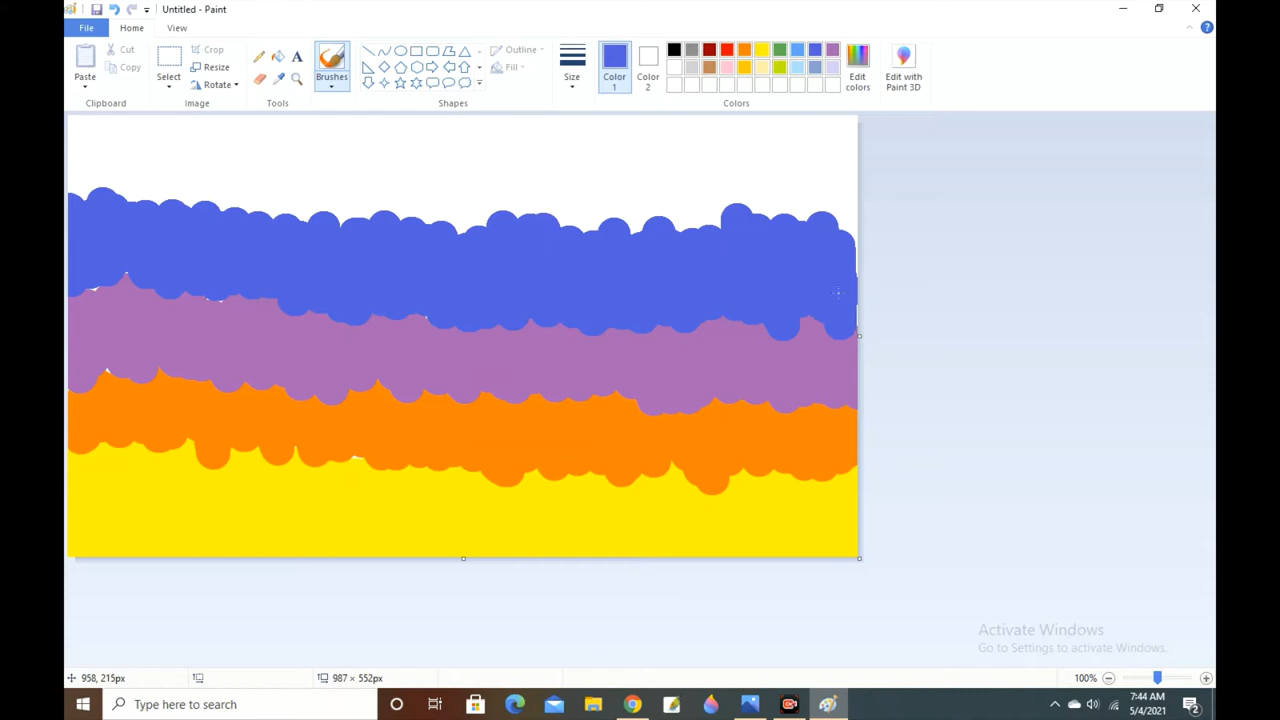 Untitled - Paint
File
Home
View
Paste
Cut
Copy
Clipboard
Select
Crop
Resize
Rotate
Image
A
Tools
Brushes
Outline
Fill
Shapes
Size
Color
1
Color
2
Edit
colors
Colors
Edit with
Paint 3D
Activate Windows
Go to Settings to activate Windows.
958, 215px
987 × 552px
100%
Type here to search
7:44 AM
5/4/2021
2